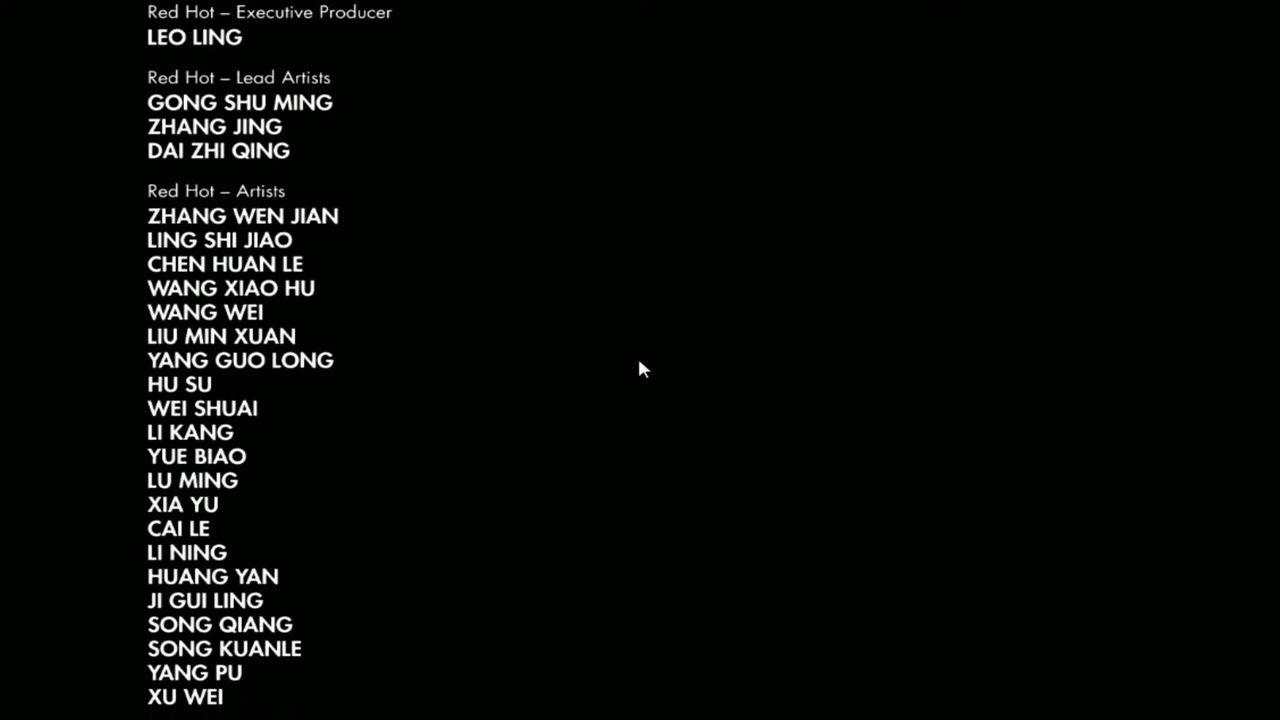 Red Hot – Executive Producer
LEO LING
Red Hot – Lead Artists
GONG SHU MING
ZHANG JING
DAI ZHI QING
Red Hot – Artists
ZHANG WEN JIAN
LING SHI JIAO
CHEN HUAN LE
WANG XIAO HU
WANG WEI
LIU MIN XUAN
YANG GUO LONG
HU SU
WEI SHUAI
LI KANG
YUE BIAO
LU MING
XIA YU
CAI LE
LI NING
HUANG YAN
JI GUI LING
SONG QIANG
SONG KUANLE
YANG PU
XU WEI